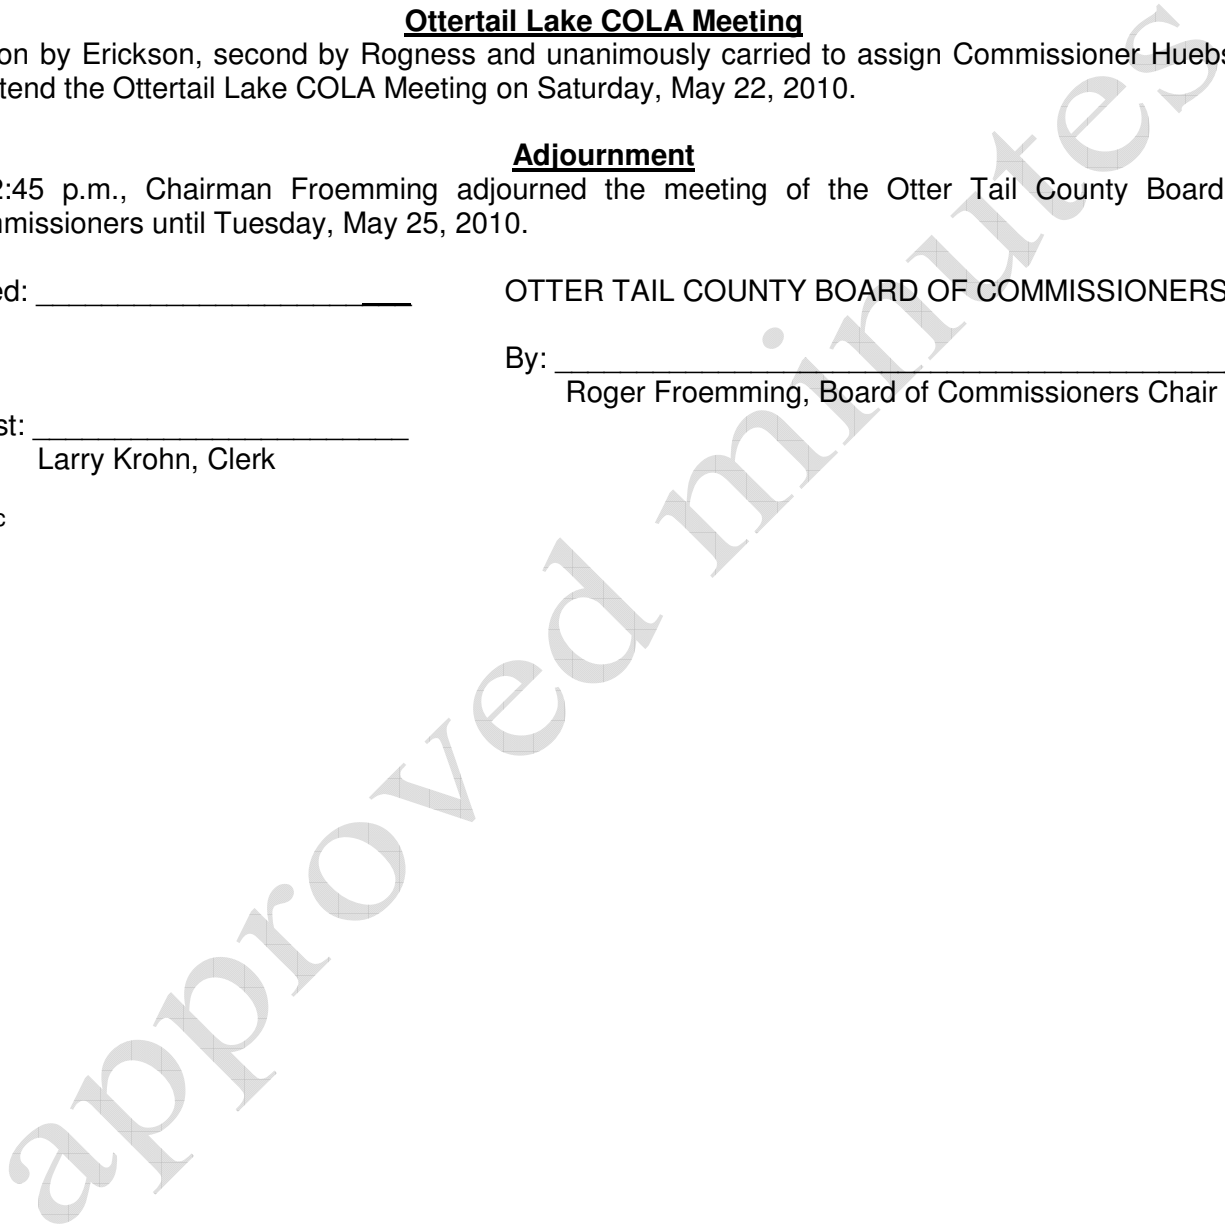 Ottertail Lake COLA Meeting
on by Erickson, second by Rogness and unanimously carried to assign Commissioner Huebs
tend the Ottertail Lake COLA Meeting on Saturday, May 22, 2010.
Adjournment
2:45 p.m., Chairman Froemming adjourned the meeting of the Otter Tail County Board
missioners until Tuesday, May 25, 2010.
ed: _______________________ OTTER TAIL COUNTY BOARD OF COMMISSIONERS
By: _________________________________________
Roger Froemming, Board of Commissioners Chair
st: _______________________
Larry Krohn, Clerk
c
approved minutes